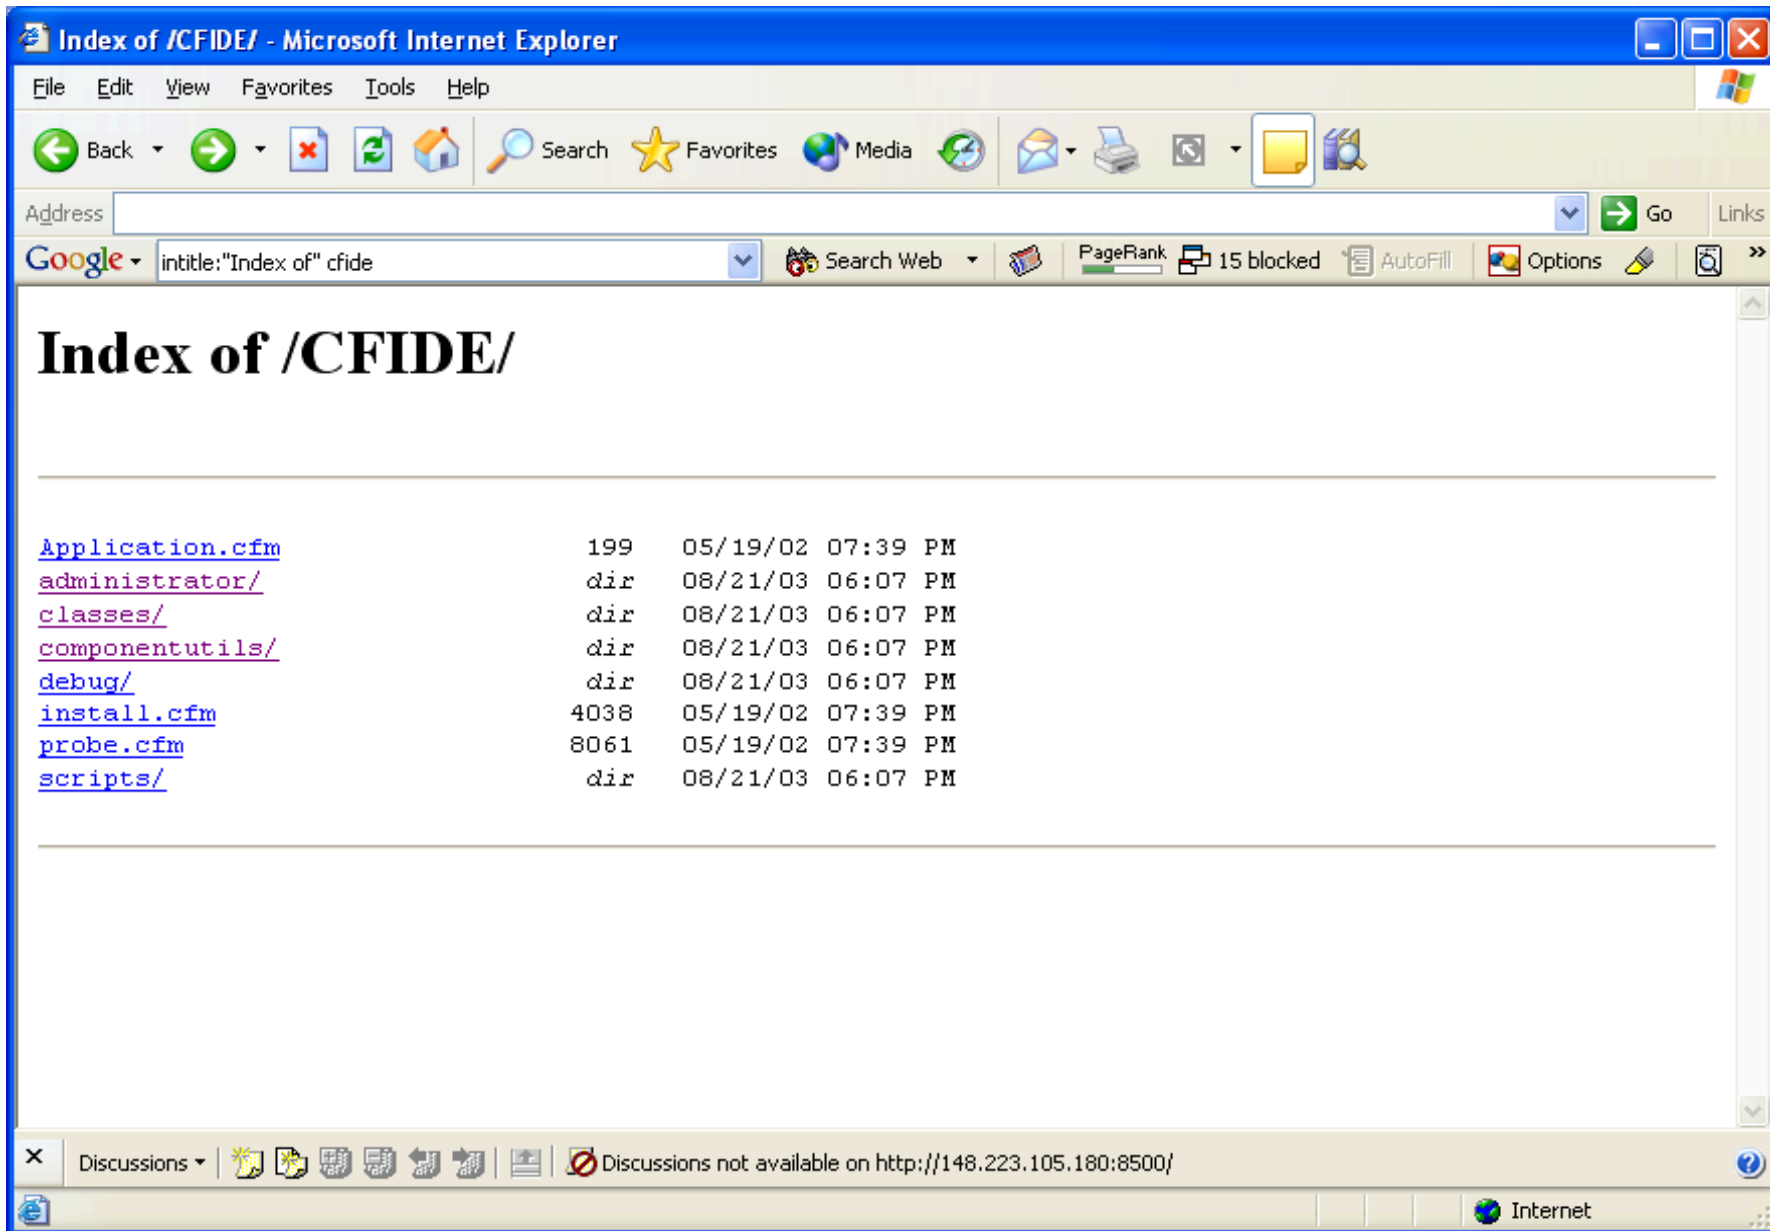 Index of /CFIDE/ - Microsoft Internet Explorer
File Edit View Favorites Tools Help
Back Search Favorites Media
Address Go Links
Google intitle:"Index of" cfide Search Web PageRank 15 blocked AutoFill Options »
Index of /CFIDE/
Application.cfm 199 05/19/02 07:39 PM
administrator/ dir 08/21/03 06:07 PM
classes/ dir 08/21/03 06:07 PM
componentutils/ dir 08/21/03 06:07 PM
debug/ dir 08/21/03 06:07 PM
install.cfm 4038 05/19/02 07:39 PM
probe.cfm 8061 05/19/02 07:39 PM
scripts/ dir 08/21/03 06:07 PM
Discussions Discussions not available on http://148.223.105.180:8500/
Internet